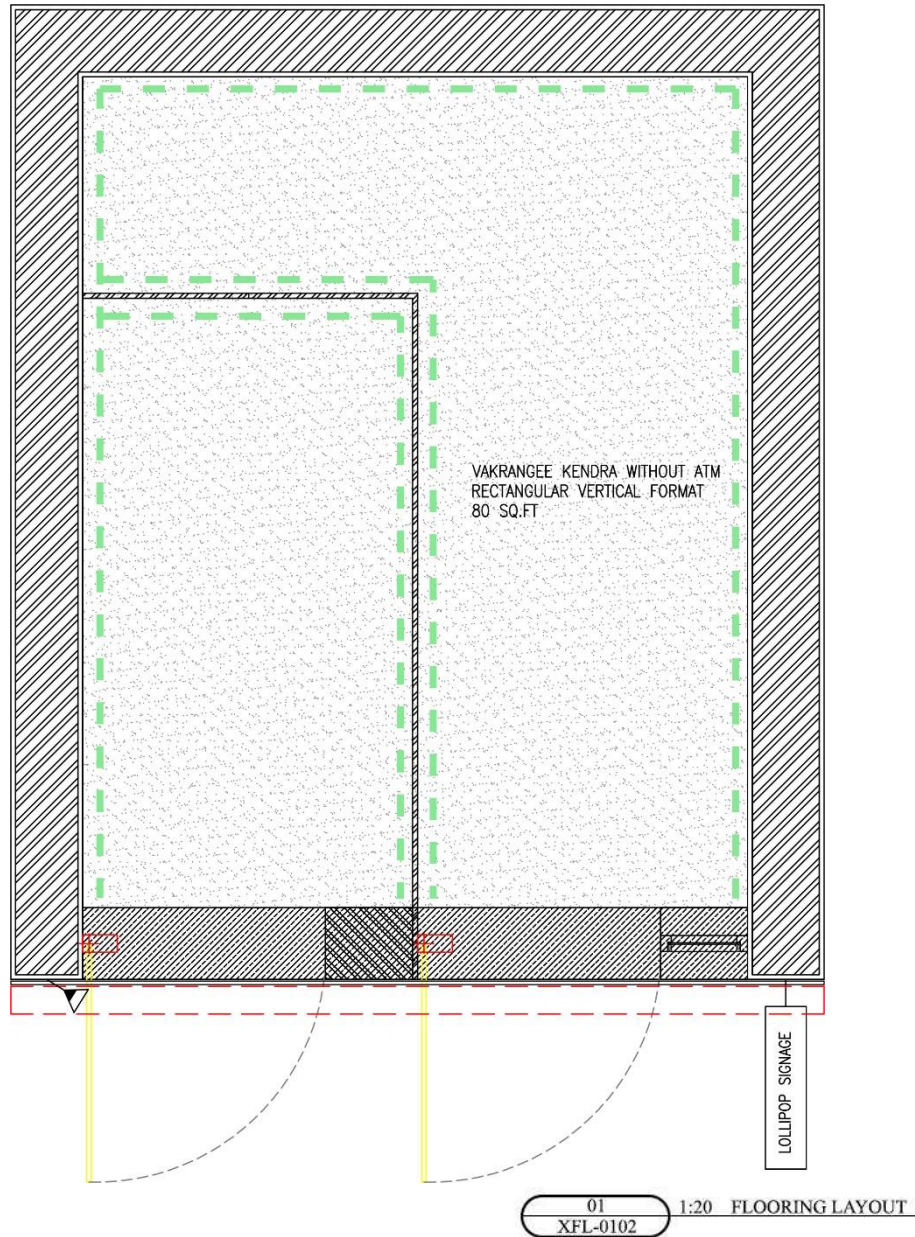 VAKRANGEE KENDRA WITHOUT ATM
RECTANGULAR VERTICAL FORMAT
80 SQ.FT
LOLLIPOP SIGNAGE
01
XFL-0102
1:20 FLOORING LAYOUT